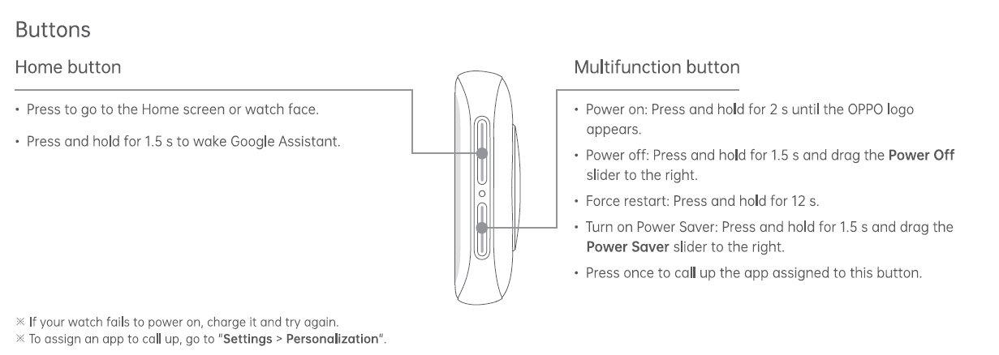 Buttons
Home button
• Press to go to the Home screen or watch face.
• Press and hold for 1.5 s to wake Google Assistant.
Multifunction button
• Power on: Press and hold for 2 s until the OPPO logo
appears.
• Power off: Press and hold for 1.5 s and drag the Power Off
slider to the right.
• Force restart: Press and hold for 12 s.
• Turn on Power Saver: Press and hold for 1.5 s and drag the
Power Saver slider to the right.
• Press once to call up the app assigned to this button.
※ If your watch fails to power on, charge it and try again.
※ To assign an app to call up, go to "Settings > Personalization".